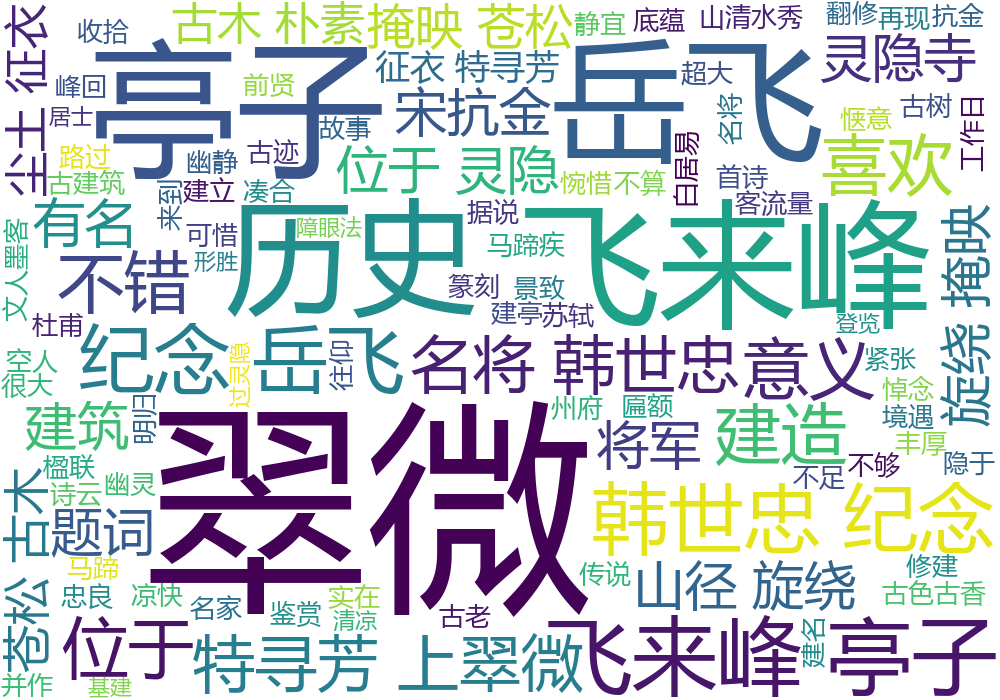 古木 朴素
掩映 苍松
静宜
底蕴
山清水秀
翻修
再现
抗金
收拾
尘土 征衣
亭子
岳飞
灵隐寺
征衣 特寻芳
超大
峰回
前贤
居士
宋抗金
名将
惬意
古树
工作日
故事
路过
幽静
古迹
位于 灵隐
惋惜
不算
白居易
首诗
喜欢
古建筑
来到
建立
凑合
客流量
有名
可惜
障眼法
据说
历史
飞来峰
旋绕 掩映
文人墨客
形胜
马蹄疾
不错
篆刻
景致
杜甫
建亭
苏轼
登览
空人
很大
纪念 岳飞
过灵隐
往仰
名将 韩世忠
意义
紧张
悼念
建筑
明归
翠微
州府
匾额
将军
建造
境遇
丰厚
楹联
诗云
幽灵
不足
不够
隐于
苍松 古木
题词
韩世忠 纪念
马蹄
忠良
凉快
名家
鉴赏
实在
清凉
古老
传说
山径 旋绕
修建
古色古香
位于
特寻芳 上翠微
飞来峰 亭子
建名
并作
基建